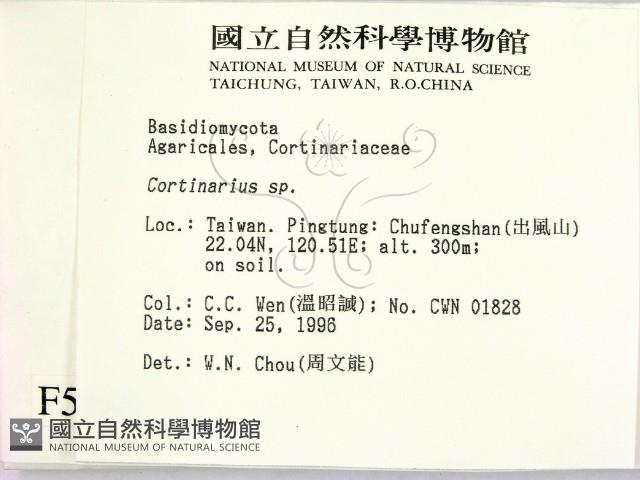 國立自然科學博物館
NATIONAL MUSEUM OF NATURAL SCIENCE
TAICHUNG, TAIWAN, R.O.CHINA
Basidiomycota
Agaricales, Cortinariaceae
Cortinarius sp.
Loc.: Taiwan. Pingtung: Chufengshan(出風山)
22.04N, 120.51E; alt. 300m;
on soil.
Col.: C.C. Wen(溫昭誠); No. CWN 01828
Date: Sep. 25, 1996
Det.: W.N. Chou(周文能)
F5
國立自然科學博物館
NATIONAL MUSEUM OF NATURAL SCIENCE